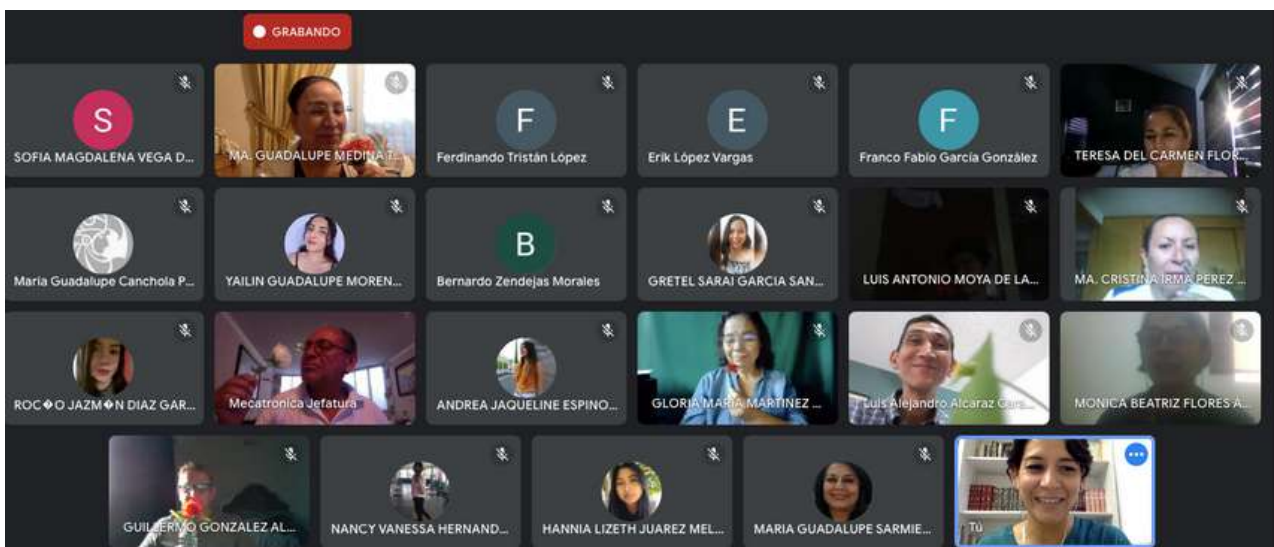 GRABANDO
S
SOFIA MAGDALENA VEGA D...
MA. GUADALUPE MEDINA T...
F
Ferdinando Tristán López
E
Erik López Vargas
F
Franco Fabio García González
TERESA DEL CARMEN FLOR...
María Guadalupe Canchola P...
YAILIN GUADALUPE MOREN...
B
Bernardo Zendejas Morales
GRETEL SARAI GARCIA SAN...
LUIS ANTONIO MOYA DE LA...
MA. CRISTINA IRMA PEREZ ...
ROC�O JAZM�N DIAZ GAR...
Mecatronica Jefatura
ANDREA JAQUELINE ESPINO...
GLORIA MARIA MARTINEZ ...
Luis Alejandro Alcaraz Cara...
MONICA BEATRIZ FLORES A...
GUILLERMO GONZALEZ AL...
NANCY VANESSA HERNAND...
HANNIA LIZETH JUAREZ MEL...
MARIA GUADALUPE SARMIE...
Tú